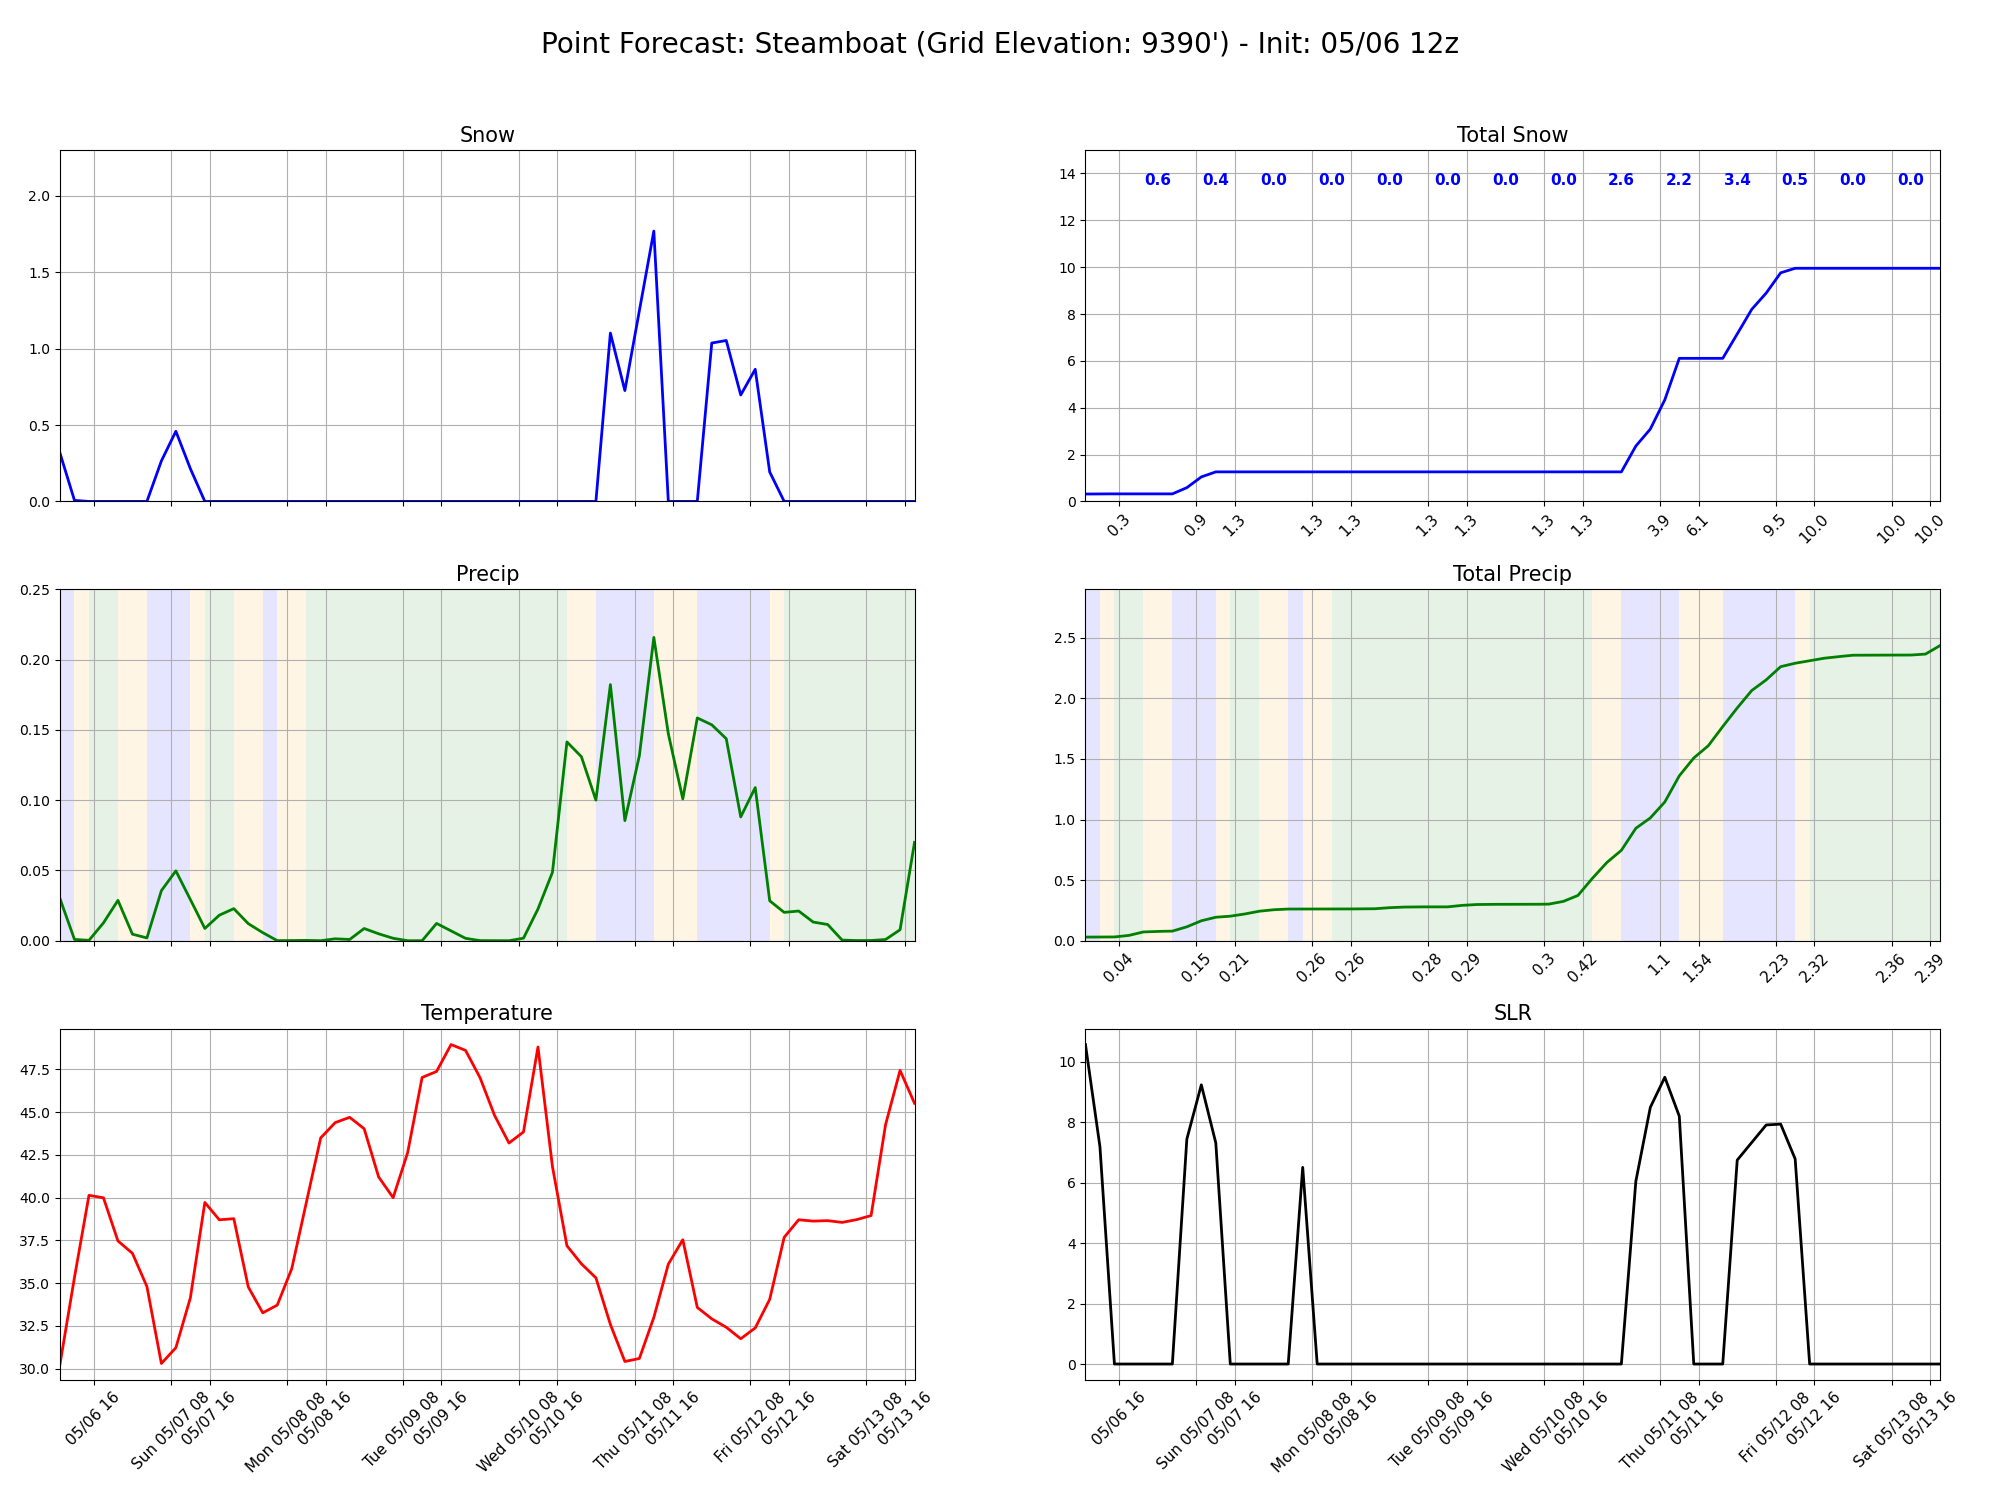 Point Forecast: Steamboat (Grid Elevation: 9390') - Init: 05/06 12z
Snow
2.0
1.5
1.0
0.5
0.0
Total Snow
14
12
10
8
6
4
2
0
0.6 0.4 0.0 0.0 0.0 0.0 0.0 0.0 2.6 2.2 3.4 0.5 0.0 0.0
0.3 0.9 1.3 1.3 1.3 1.3 1.3 1.3 1.3 3.9 6.1 9.5 10.0 10.0 10.0
Precip
0.25
0.20
0.15
0.10
0.05
0.00
Total Precip
2.5
2.0
1.5
1.0
0.5
0.0
0.04 0.15 0.21 0.26 0.26 0.28 0.29 0.3 0.42 1.1 1.54 2.23 2.32 2.36 2.39
Temperature
47.5
45.0
42.5
40.0
37.5
35.0
32.5
30.0
05/06 16
Sun 05/07 08
05/07 16
Mon 05/08 08
05/08 16
Tue 05/09 08
05/09 16
Wed 05/10 08
05/10 16
Thu 05/11 08
05/11 16
Fri 05/12 08
05/12 16
Sat 05/13 08
05/13 16
SLR
10
8
6
4
2
0
05/06 16
Sun 05/07 08
05/07 16
Mon 05/08 08
05/08 16
Tue 05/09 08
05/09 16
Wed 05/10 08
05/10 16
Thu 05/11 08
05/11 16
Fri 05/12 08
05/12 16
Sat 05/13 08
05/13 16